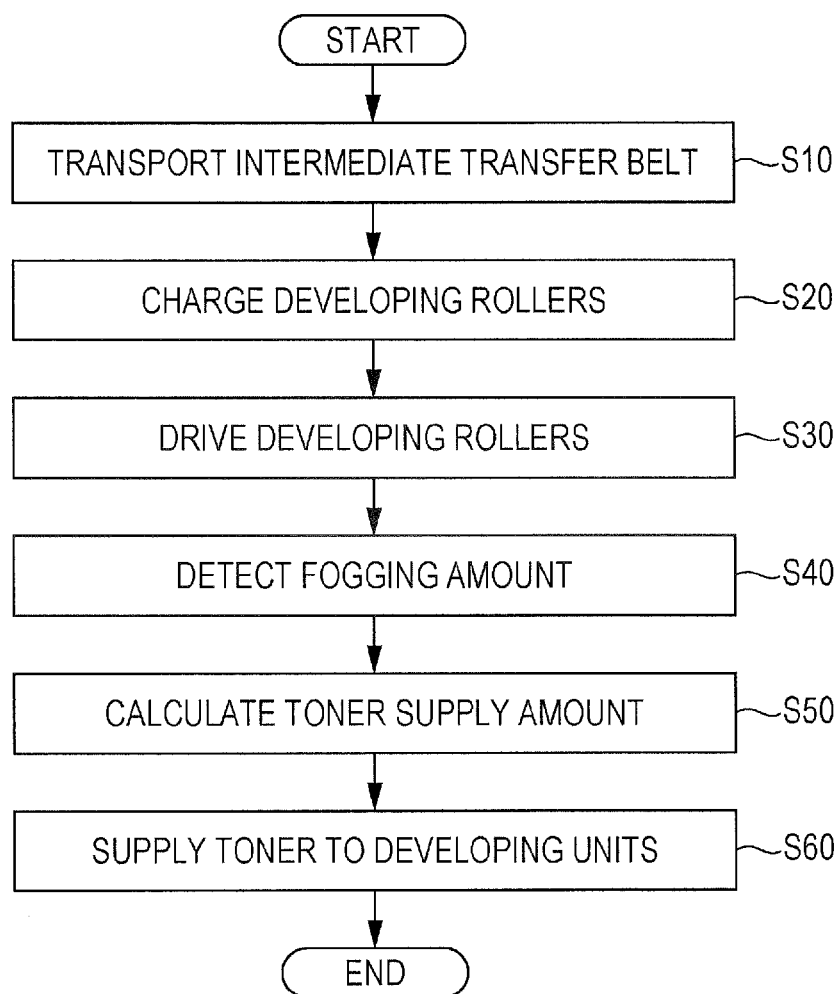 START
TRANSPORT INTERMEDIATE TRANSFER BELT
S10
CHARGE DEVELOPING ROLLERS
S20
DRIVE DEVELOPING ROLLERS
S30
DETECT FOGGING AMOUNT
S40
CALCULATE TONER SUPPLY AMOUNT
S50
SUPPLY TONER TO DEVELOPING UNITS
S60
END